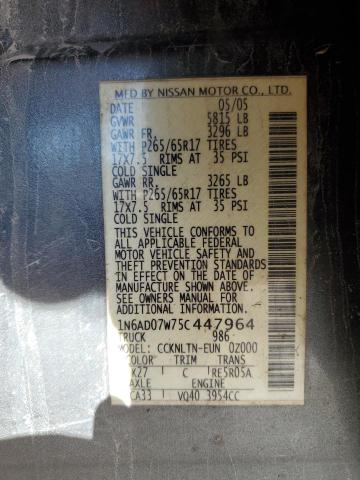 MFD BY NISSAN MOTOR CO., LTD.
DATE 05/05
GVWR 5815 LB
GAWR FR. 3296 LB
WITH P265/65R17 TIRES
17X7.5 RIMS AT 35 PSI
COLD SINGLE
GAWR RR. 3265 LB
WITH P265/65R17 TIRES
17X7.5 RIMS AT 35 PSI
COLD SINGLE
THIS VEHICLE CONFORMS TO
ALL APPLICABLE FEDERAL
MOTOR VEHICLE SAFETY AND
THEFT PREVENTION STANDARDS
IN EFFECT ON THE DATE OF
MANUFACTURE SHOWN ABOVE.
SEE OWNER'S MANUAL FOR
ADDITIONAL INFORMATION.
1N6AD07W75C447964
TRUCK 986
MODEL CCKNLTN-EUN 0Z000
COLOR TRIM TRANS
K27 C RE5R05A
AXLE ENGINE
CA33 VQ40 3954CC